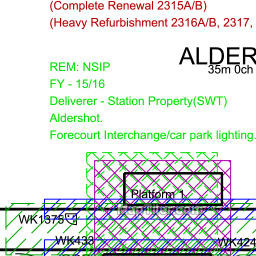 (Complete Renewal 2315A/B)
(Heavy Refurbishment 2316A/B, 2317,
ALDER
35m 0ch
REM: NSIP
FY - 15/16
Deliverer - Station Property(SWT)
Aldershot.
Forecourt Interchange/car park lighting.
Platform 1
WK1375
WK433
WK424